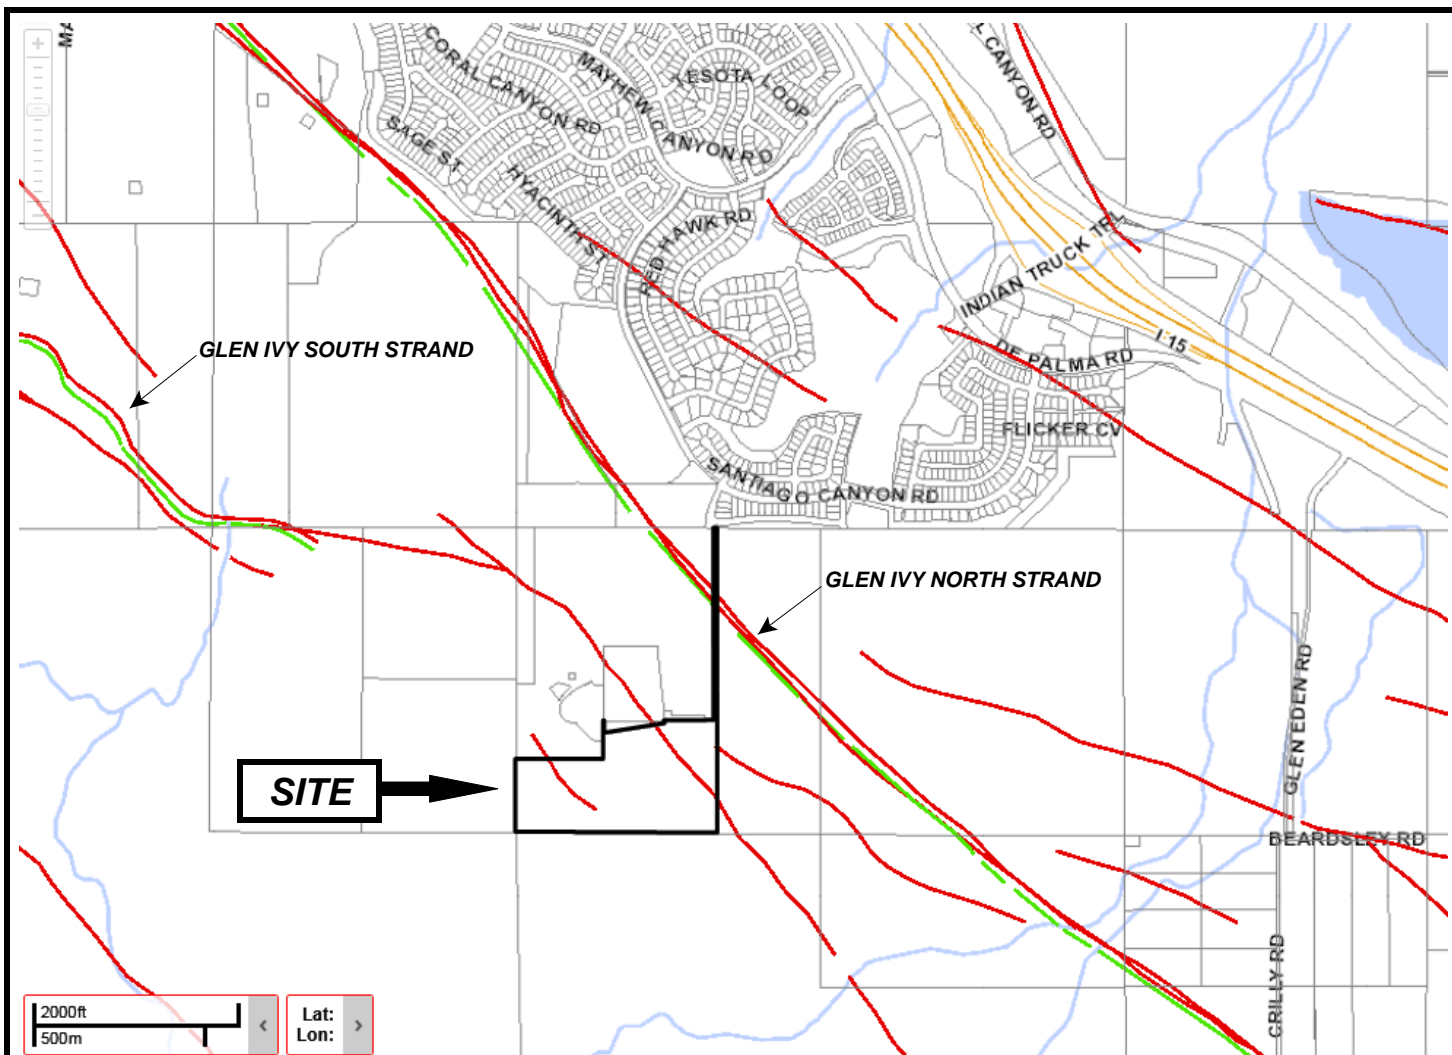 MA
CORAL CANYON RD
MAYHEW CANYON RD
TESOTA LOOP
L CANYON RD
SAGE ST
HYACINTH ST
RED HAWK RD
INDIAN TRUCK TRL
I 15
DE PALMA RD
GLEN IVY SOUTH STRAND
FLICKER CV
SANTIAGO CANYON RD
GLEN IVY NORTH STRAND
GLEN EDEN RD
SITE
BEARDSLEY RD
CRILLY RD
2000ft
500m
Lat:
Lon: